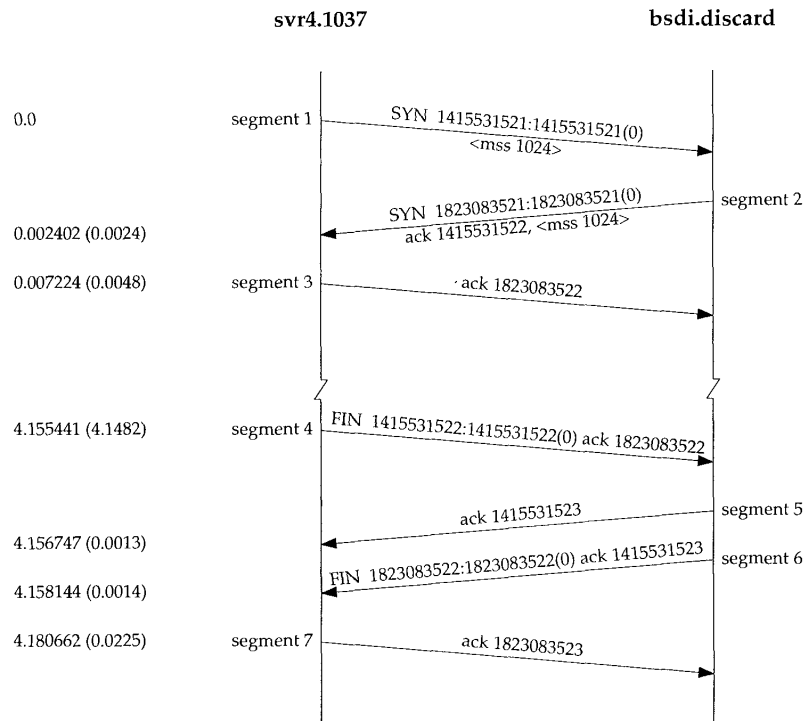 svr4.1037 bsdi.discard
0.0 segment 1 SYN 1415531521:1415531521(0)
<mss 1024>
SYN 1823083521:1823083521(0) segment 2
0.002402 (0.0024) ack 1415531522, <mss 1024>
0.007224 (0.0048) segment 3 ack 1823083522
4.155441 (4.1482) segment 4 FIN 1415531522:1415531522(0) ack 1823083522
ack 1415531523 segment 5
4.156747 (0.0013)
FIN 1823083522:1823083522(0) ack 1415531523 segment 6
4.158144 (0.0014)
4.180662 (0.0225) segment 7 ack 1823083523